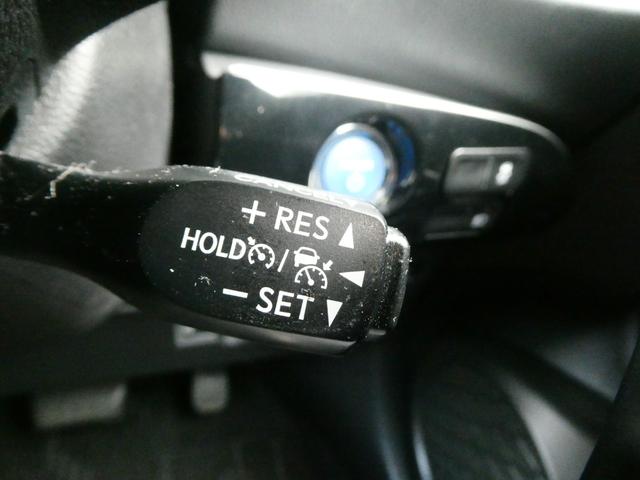 + RES
HOLD /
− SET